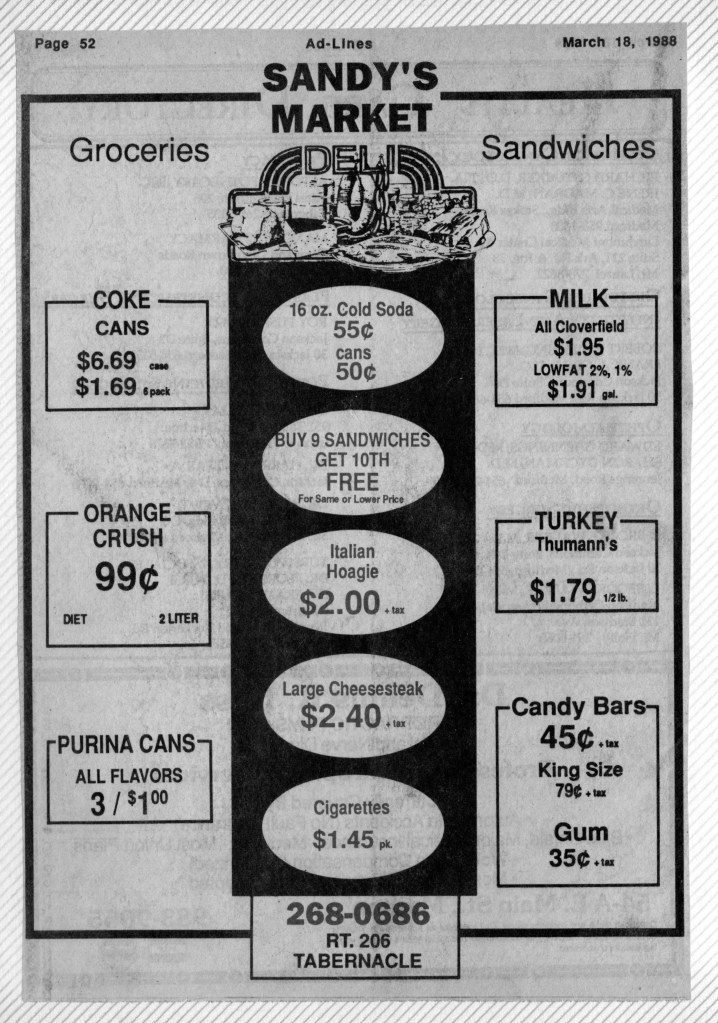 Page 52
Ad-Lines
March 18, 1988
SANDY'S
MARKET
Groceries
DELI
Sandwiches
COKE
CANS
$6.69 case
$1.69 6 pack
ORANGE
CRUSH
99¢
DIET 2 LITER
PURINA CANS
ALL FLAVORS
3 / $1.00
16 oz. Cold Soda
55¢
cans
50¢
BUY 9 SANDWICHES
GET 10TH
FREE
For Same or Lower Price
Italian
Hoagie
$2.00 + tax
Large Cheesesteak
$2.40 + tax
Cigarettes
$1.45 pk.
MILK
All Cloverfield
$1.95
LOWFAT 2%, 1%
$1.91 gal.
TURKEY
Thumann's
$1.79 1/2 lb.
Candy Bars
45¢ + tax
King Size
79¢ + tax
Gum
35¢ + tax
268-0686
RT. 206
TABERNACLE